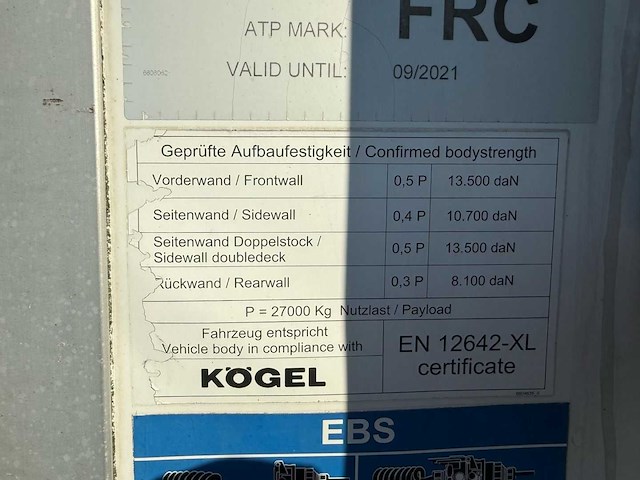 ATP MARK: FRC
VALID UNTIL: 09/2021
Geprüfte Aufbaufestigkeit / Confirmed bodystrength
Vorderwand / Frontwall 0,5 P 13.500 daN
Seitenwand / Sidewall 0,4 P 10.700 daN
Seitenwand Doppelstock /
Sidewall doubledeck 0,5 P 13.500 daN
Rückwand / Rearwall 0,3 P 8.100 daN
P = 27000 Kg Nutzlast / Payload
Fahrzeug entspricht
Vehicle body in compliance with
KÖGEL
EN 12642-XL
certificate
EBS